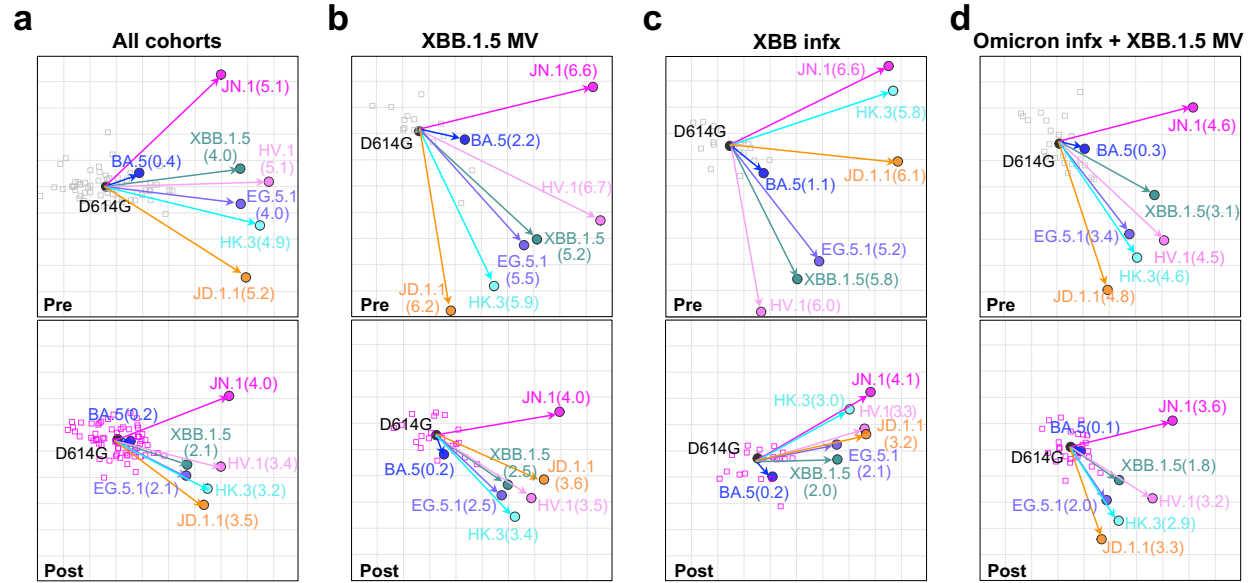 a
All cohorts
JN.1(5.1)
XBB.1.5
(4.0)
HV.1
(5.1)
BA.5(0.4)
D614G
EG.5.1
(4.0)
HK.3(4.9)
JD.1.1(5.2)
Pre
JN.1(4.0)
BA.5(0.2)
XBB.1.5
(2.1)
D614G
HV.1(3.4)
EG.5.1(2.1)
HK.3(3.2)
JD.1.1(3.5)
Post
b
XBB.1.5 MV
JN.1(6.6)
D614G
BA.5(2.2)
HV.1(6.7)
XBB.1.5
(5.2)
EG.5.1
(5.5)
JD.1.1
(6.2)
HK.3(5.9)
Pre
JN.1(4.0)
D614G
BA.5(0.2)
XBB.1.5
(2.5)
JD.1.1
(3.6)
EG.5.1(2.5)
HV.1(3.5)
HK.3(3.4)
Post
c
XBB infx
JN.1(6.6)
HK.3(5.8)
D614G
JD.1.1(6.1)
BA.5(1.1)
EG.5.1(5.2)
XBB.1.5(5.8)
HV.1(6.0)
Pre
JN.1(4.1)
HK.3(3.0)
HV.1(3.3)
JD.1.1
(3.2)
D614G
EG.5.1
(2.1)
XBB.1.5
(2.0)
BA.5(0.2)
Post
d
Omicron infx + XBB.1.5 MV
JN.1(4.6)
D614G
BA.5(0.3)
XBB.1.5(3.1)
EG.5.1(3.4)
HV.1(4.5)
HK.3(4.6)
JD.1.1(4.8)
Pre
JN.1(3.6)
BA.5(0.1)
D614G
XBB.1.5(1.8)
HV.1(3.2)
EG.5.1(2.0)
HK.3(2.9)
JD.1.1(3.3)
Post